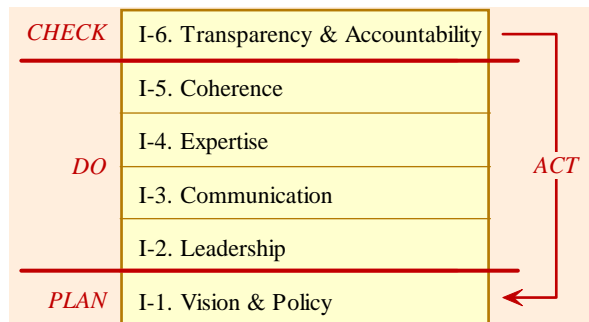 CHECK
I-6. Transparency & Accountability
I-5. Coherence
I-4. Expertise
DO
ACT
I-3. Communication
I-2. Leadership
PLAN
I-1. Vision & Policy